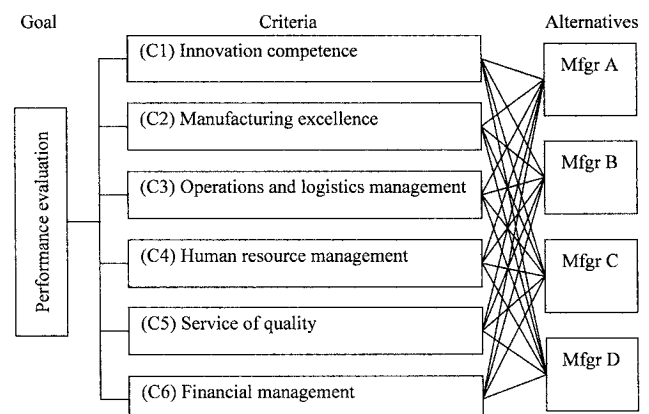 Goal
Criteria
Alternatives
Performance evaluation
(C1) Innovation competence
(C2) Manufacturing excellence
(C3) Operations and logistics management
(C4) Human resource management
(C5) Service of quality
(C6) Financial management
Mfgr A
Mfgr B
Mfgr C
Mfgr D